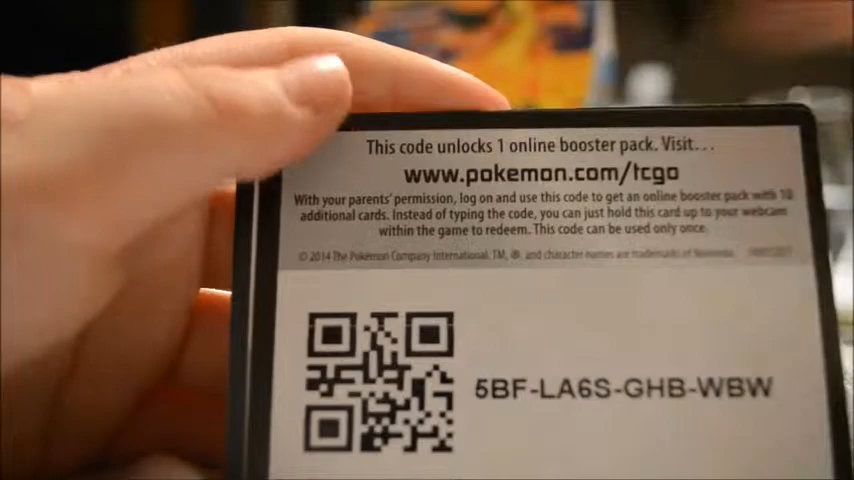 This code unlocks 1 online booster pack. Visit...
www.pokemon.com/tcgo
With your parents' permission, log on and use this code to get an online booster pack with 10
additional cards. Instead of typing the code, you can just hold this card up to your webcam
within the game to redeem. This code can be used only once.
© 2014 The Pokémon Company International. TM, ®, and character names are trademarks of Nintendo.
5BF-LA6S-GHB-WBW